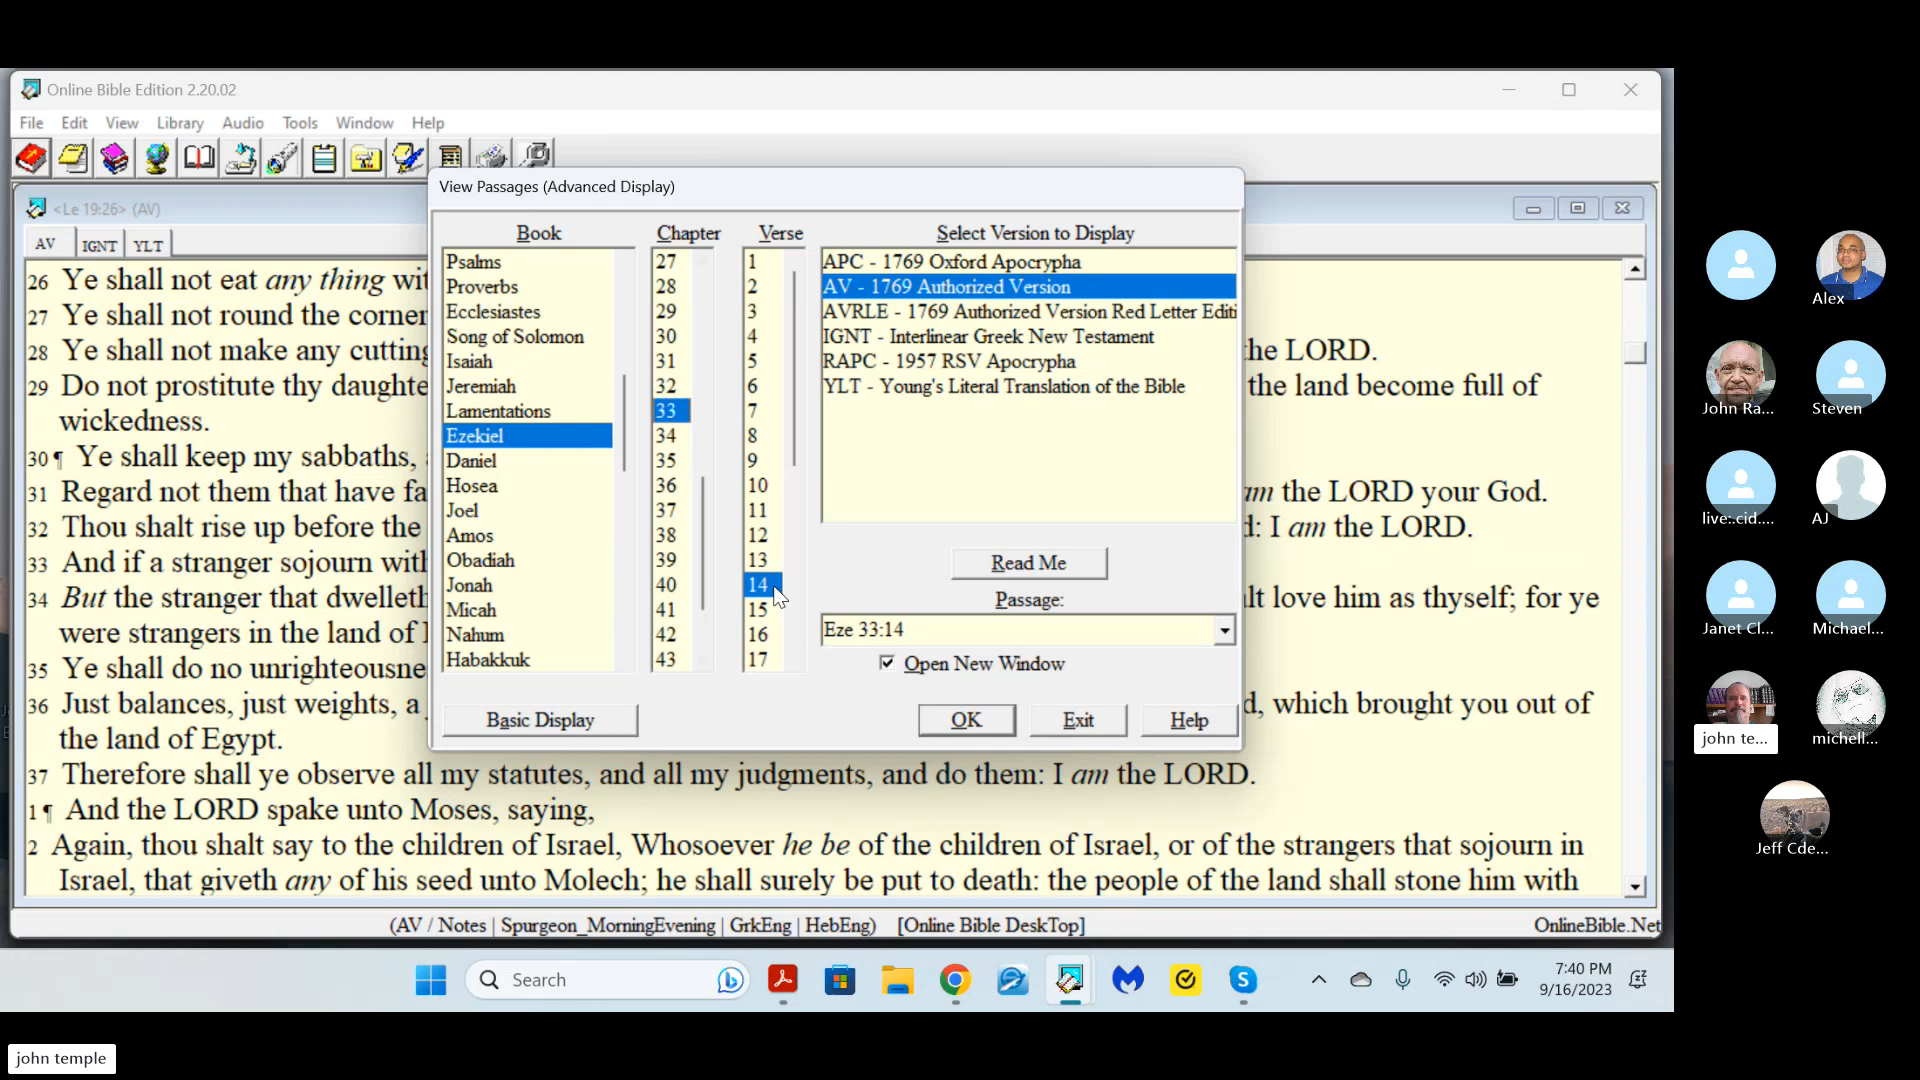 Online Bible Edition 2.20.02
File Edit View Library Audio Tools Window Help
<Le 19:26> (AV)
AV IGNT YLT
26 Ye shall not eat any thing wit
27 Ye shall not round the corner
28 Ye shall not make any cutting the LORD.
29 Do not prostitute thy daughte the land become full of
wickedness.
30 ¶ Ye shall keep my sabbaths,
31 Regard not them that have fa am the LORD your God.
32 Thou shalt rise up before the d: I am the LORD.
33 And if a stranger sojourn with
34 But the stranger that dwelleth lt love him as thyself; for ye
were strangers in the land of
35 Ye shall do no unrighteousne
36 Just balances, just weights, a d, which brought you out of
the land of Egypt.
37 Therefore shall ye observe all my statutes, and all my judgments, and do them: I am the LORD.
1 ¶ And the LORD spake unto Moses, saying,
2 Again, thou shalt say to the children of Israel, Whosoever he be of the children of Israel, or of the strangers that sojourn in
Israel, that giveth any of his seed unto Molech; he shall surely be put to death: the people of the land shall stone him with
View Passages (Advanced Display)
Book Chapter Verse Select Version to Display
Psalms 27 1 APC - 1769 Oxford Apocrypha
Proverbs 28 2 AV - 1769 Authorized Version
Ecclesiastes 29 3 AVRLE - 1769 Authorized Version Red Letter Editi
Song of Solomon 30 4 IGNT - Interlinear Greek New Testament
Isaiah 31 5 RAPC - 1957 RSV Apocrypha
Jeremiah 32 6 YLT - Young's Literal Translation of the Bible
Lamentations 33 7
Ezekiel 34 8
Daniel 35 9
Hosea 36 10
Joel 37 11
Amos 38 12
Obadiah 39 13
Jonah 40 14
Micah 41 15
Nahum 42 16
Habakkuk 43 17
Read Me
Passage:
Eze 33:14
Open New Window
Basic Display OK Exit Help
(AV / Notes | Spurgeon_MorningEvening | GrkEng | HebEng) [Online Bible DeskTop] OnlineBible.Net
Search
7:40 PM
9/16/2023
Alex
John Ra... Steven
live:.cid.... AJ
Janet Cl... Michael...
john te... michell...
Jeff Cde...
john temple